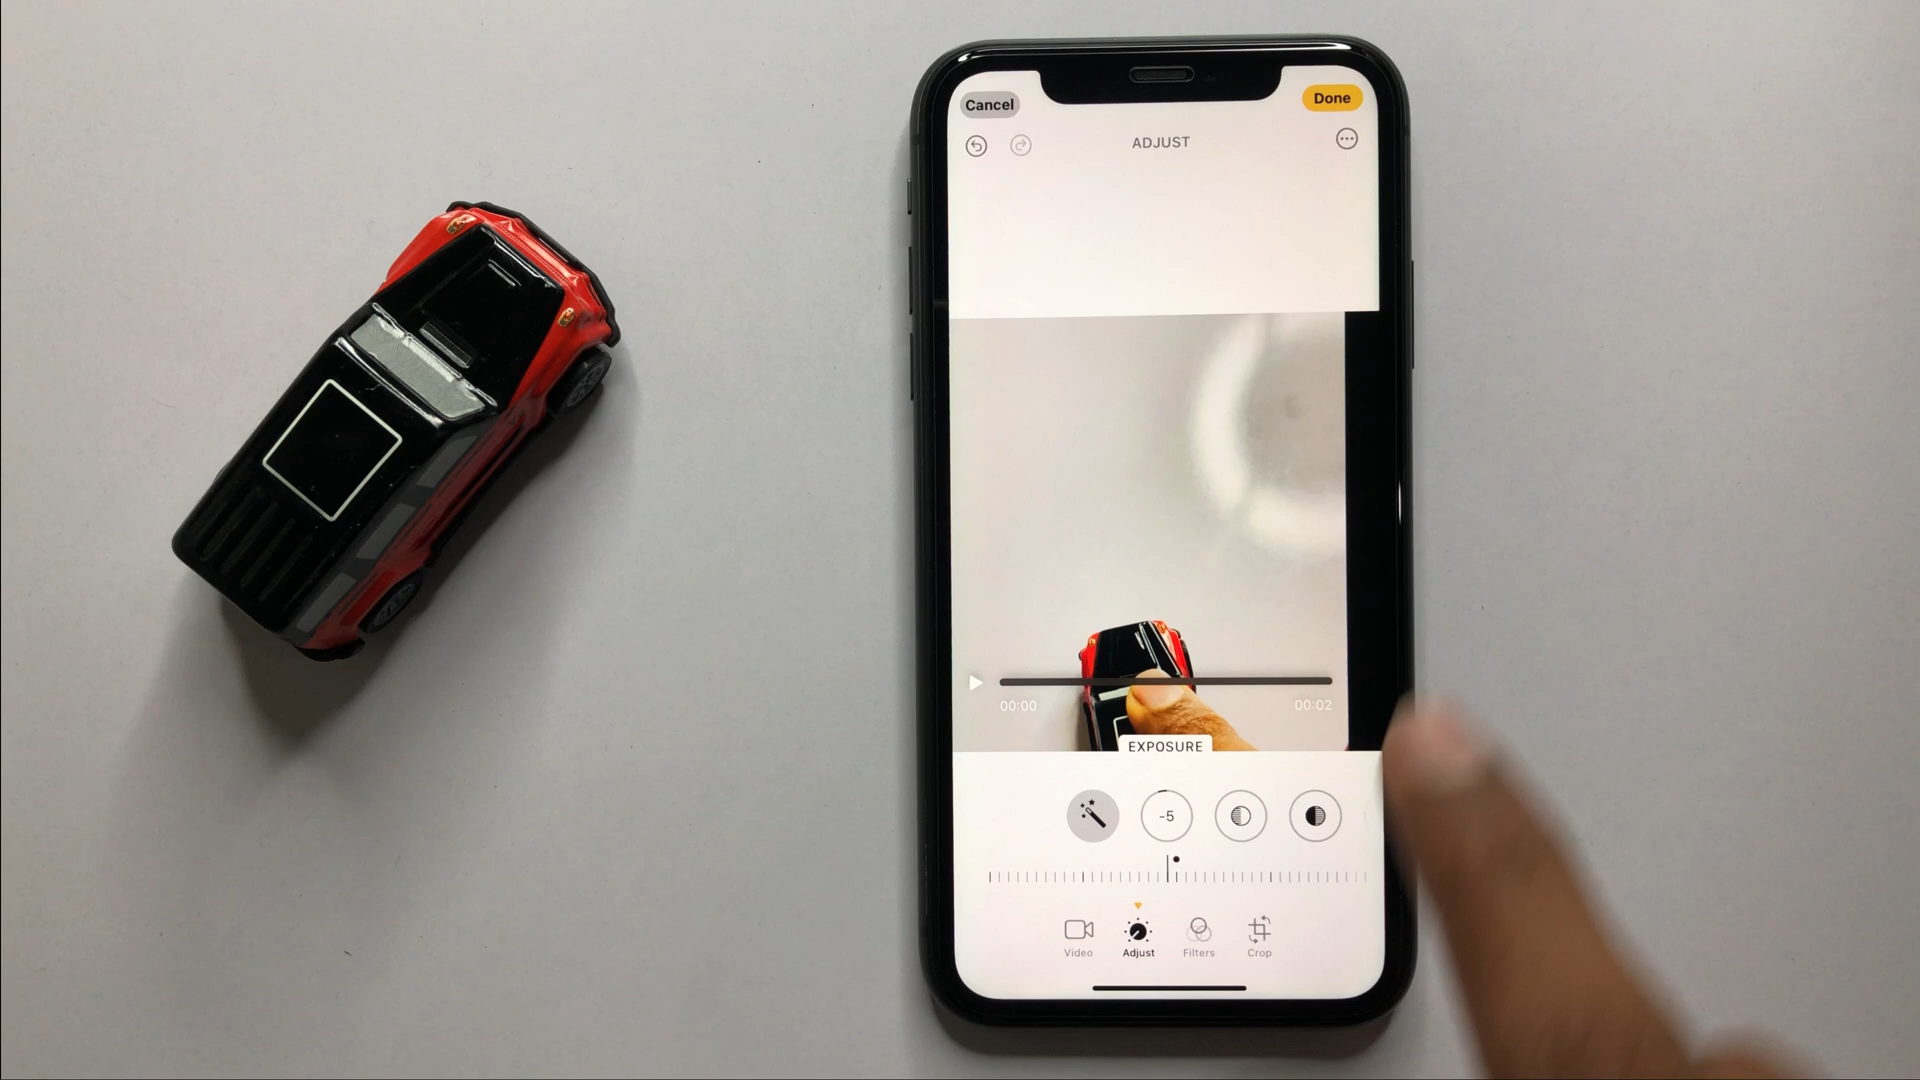 Cancel
Done
ADJUST
00:00
00:02
EXPOSURE
-5
Video
Adjust
Filters
Crop